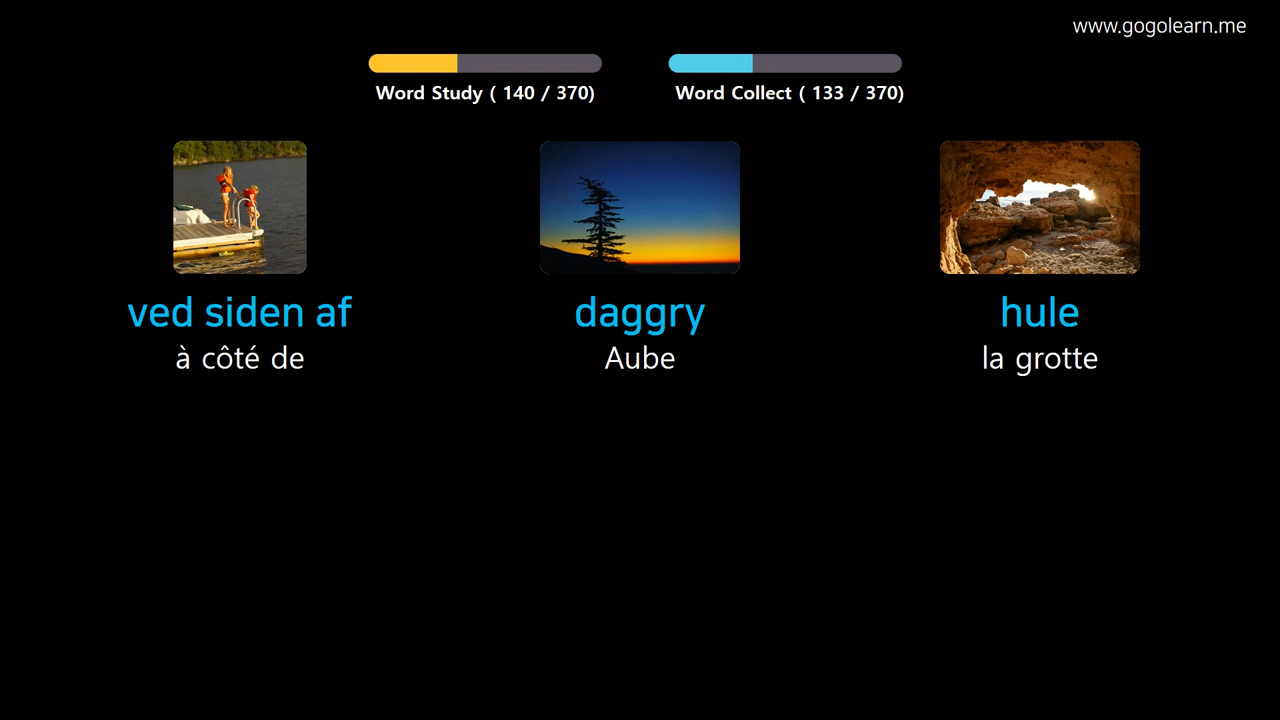 www.gogolearn.me
Word Study ( 140 / 370)
Word Collect ( 133 / 370)
ved siden af
à côté de
daggry
Aube
hule
la grotte